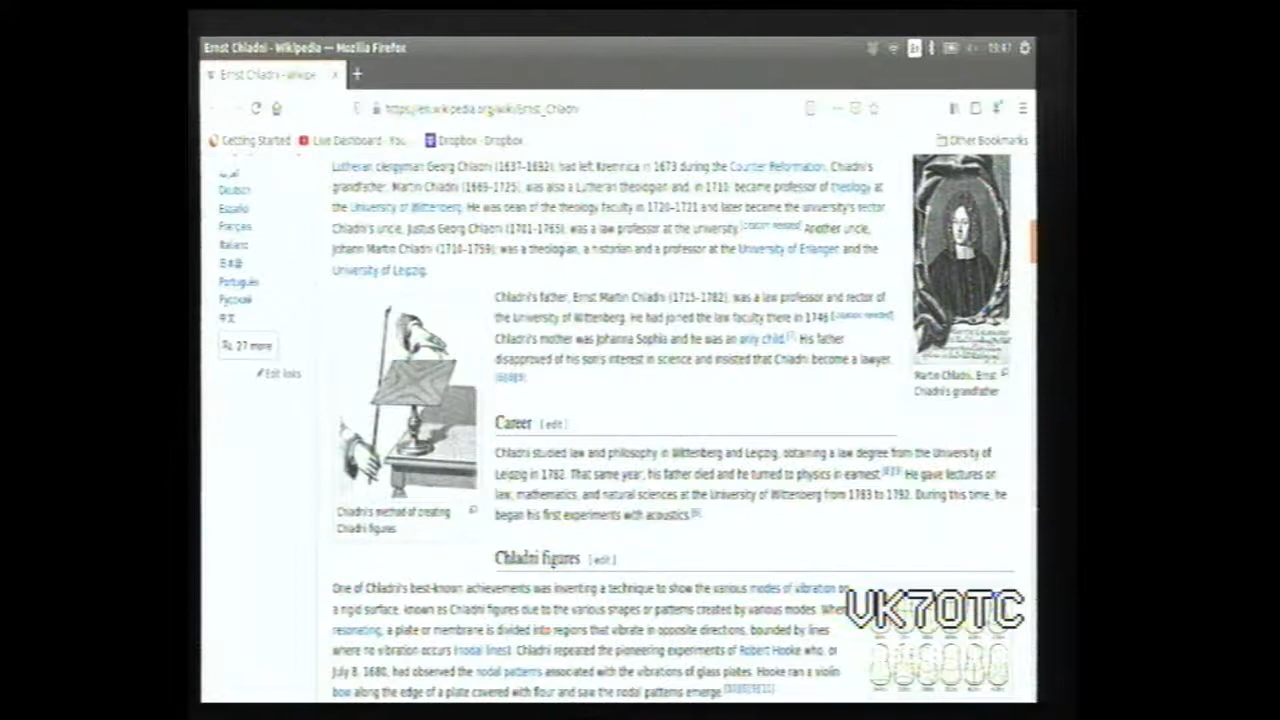 Ernst Chladni - Wikipedia — Mozilla Firefox
Ernst Chladni - Wikipe
https://en.wikipedia.org/wiki/Ernst_Chladni
Getting Started
Live Dashboard - You
Dropbox - Dropbox
Other Bookmarks
العربية
Deutsch
Español
Français
Italiano
日本語
Português
Русский
中文
27 more
Edit links
Lutheran clergyman Georg Chladni (1637–1692), had left Kremnica in 1673 during the Counter Reformation. Chladni's
grandfather, Martin Chladni (1669–1725), was also a Lutheran theologian and, in 1710, became professor of theology at
the University of Wittenberg. He was dean of the theology faculty in 1720–1721 and later became the university's rector.
Chladni's uncle, Justus Georg Chladni (1701–1765), was a law professor at the university.[citation needed] Another uncle,
Johann Martin Chladni (1710–1759), was a theologian, a historian and a professor at the University of Erlangen and the
University of Leipzig.
Chladni's father, Ernst Martin Chladni (1715–1782), was a law professor and rector of
the University of Wittenberg. He had joined the law faculty there in 1746.[citation needed]
Chladni's mother was Johanna Sophia and he was an only child.[7] His father
disapproved of his son's interest in science and insisted that Chladni become a lawyer.
Martin Chladni, Ernst
Chladni's grandfather
Chladni's method of creating
Chladni figures
Career [edit]
Chladni studied law and philosophy in Wittenberg and Leipzig, obtaining a law degree from the University of
Leipzig in 1782. That same year, his father died and he turned to physics in earnest. He gave lectures on
law, mathematics, and natural sciences at the University of Wittenberg from 1783 to 1792. During this time, he
began his first experiments with acoustics.
Chladni figures [edit]
One of Chladni's best-known achievements was inventing a technique to show the various modes of vibration on
a rigid surface, known as Chladni figures due to the various shapes or patterns created by various modes. When
resonating, a plate or membrane is divided into regions that vibrate in opposite directions, bounded by lines
where no vibration occurs (nodal lines). Chladni repeated the pioneering experiments of Robert Hooke who, on
July 8, 1680, had observed the nodal patterns associated with the vibrations of glass plates. Hooke ran a violin
bow along the edge of a plate covered with flour and saw the nodal patterns emerge.
VK7OTC